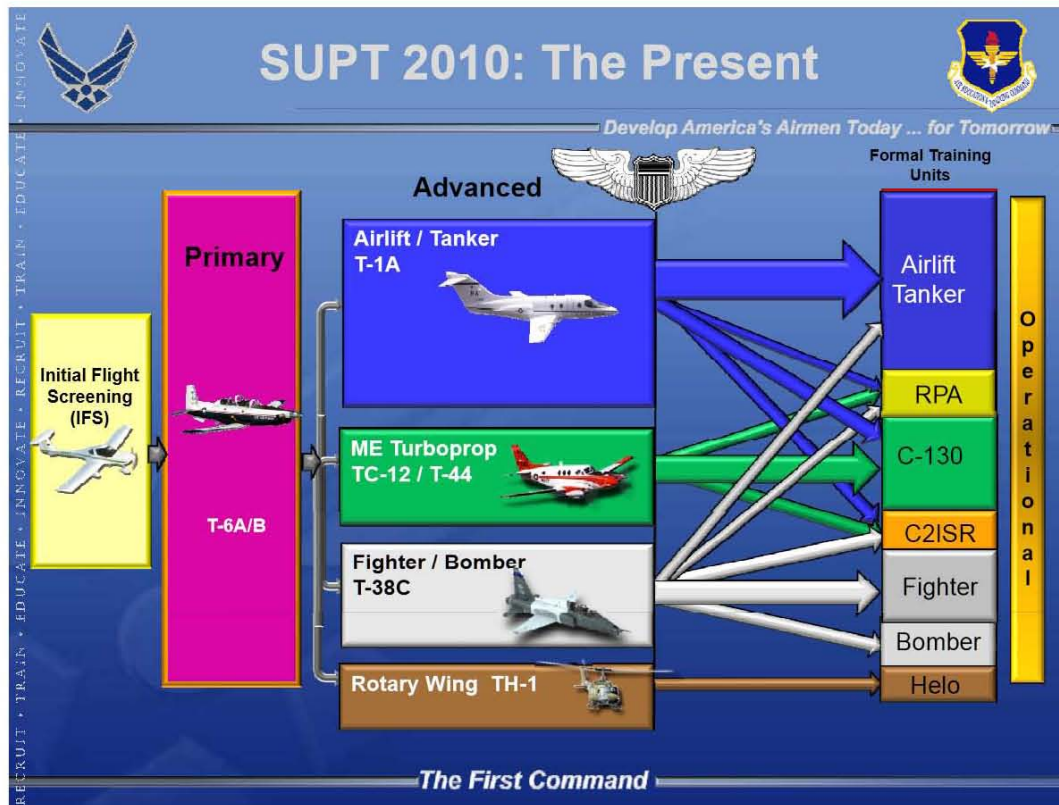 SUPT 2010: The Present
Develop America's Airmen Today ... for Tomorrow
RECRUIT • TRAIN • EDUCATE • INNOVATE • RECRUIT • TRAIN • EDUCATE • INNOVATE
Formal Training
Units
Advanced
Primary
T-6A/B
Initial Flight
Screening
(IFS)
Airlift / Tanker
T-1A
ME Turboprop
TC-12 / T-44
Fighter / Bomber
T-38C
Rotary Wing TH-1
Airlift
Tanker
RPA
C-130
C2ISR
Fighter
Bomber
Helo
Operational
The First Command